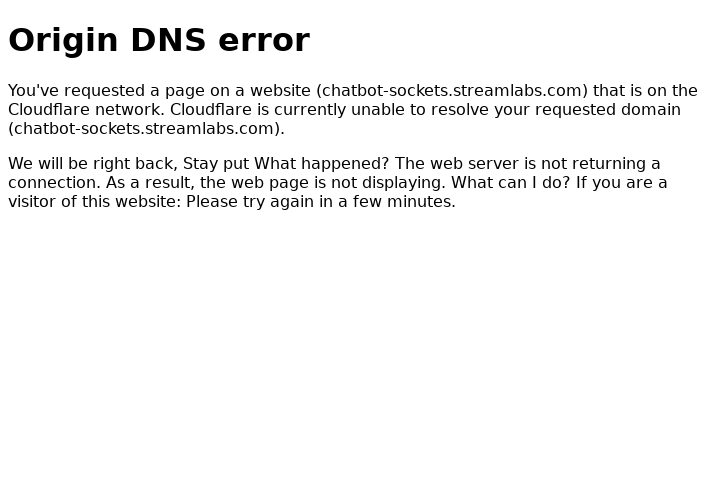 Origin DNS error
You've requested a page on a website (chatbot-sockets.streamlabs.com) that is on the
Cloudflare network. Cloudflare is currently unable to resolve your requested domain
(chatbot-sockets.streamlabs.com).
We will be right back, Stay put What happened? The web server is not returning a
connection. As a result, the web page is not displaying. What can I do? If you are a
visitor of this website: Please try again in a few minutes.